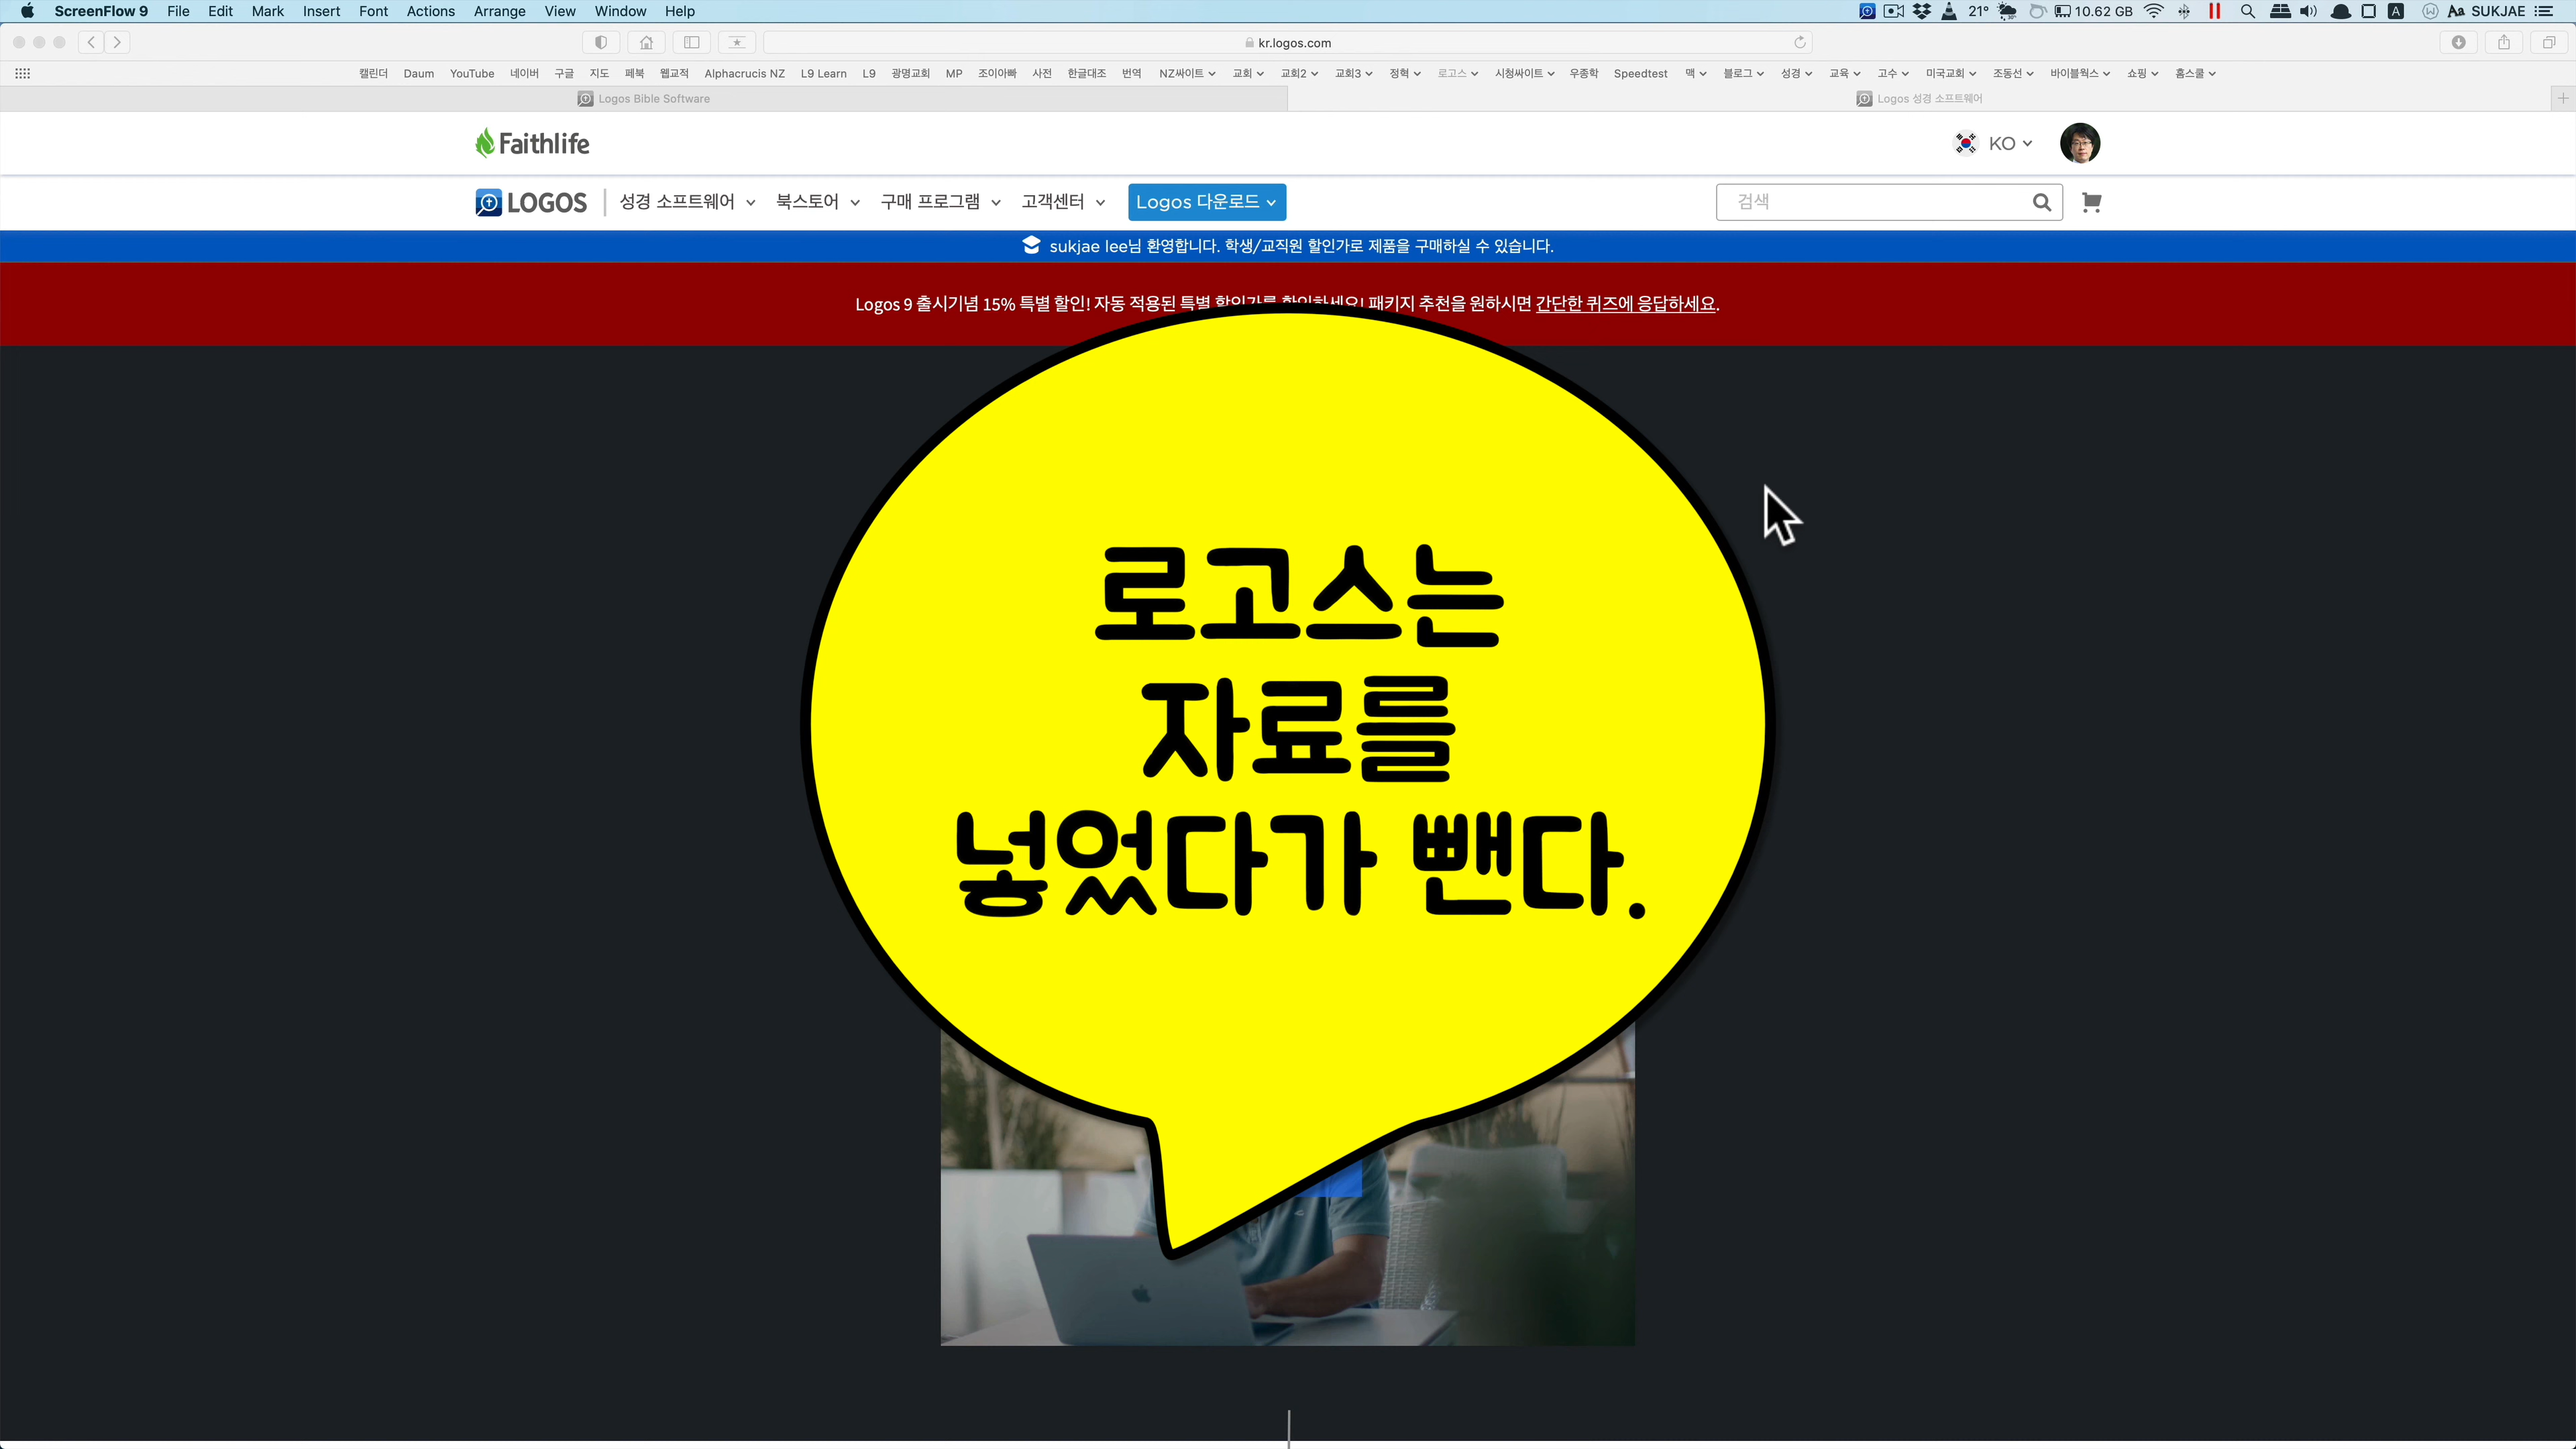 ScreenFlow 9 File Edit Mark Insert Font Actions Arrange View Window Help 21° 10.62 GB A Aa SUKJAE
kr.logos.com
캘린더 Daum YouTube 네이버 구글 지도 페북 웹교적 Alphacrucis NZ L9 Learn L9 광명교회 MP 조이아빠 사전 한글대조 번역 NZ싸이트 교회 교회2 교회3 정혁 로고스 시청싸이트 우종학 Speedtest 맥 블로그 성경 교육 고수 미국교회 조동선 바이블웍스 쇼핑 홈스쿨
Logos Bible Software Logos 성경 소프트웨어
Faithlife KO
LOGOS 성경 소프트웨어 북스토어 구매 프로그램 고객센터 Logos 다운로드 검색
sukjae lee님 환영합니다. 학생/교직원 할인가로 제품을 구매하실 수 있습니다.
Logos 9 출시기념 15% 특별 할인! 자동 적용된 특별 할인가를 확인하세요! 패키지 추천을 원하시면 간단한 퀴즈에 응답하세요.
로고스는
자료를
넣었다가 뺀다.